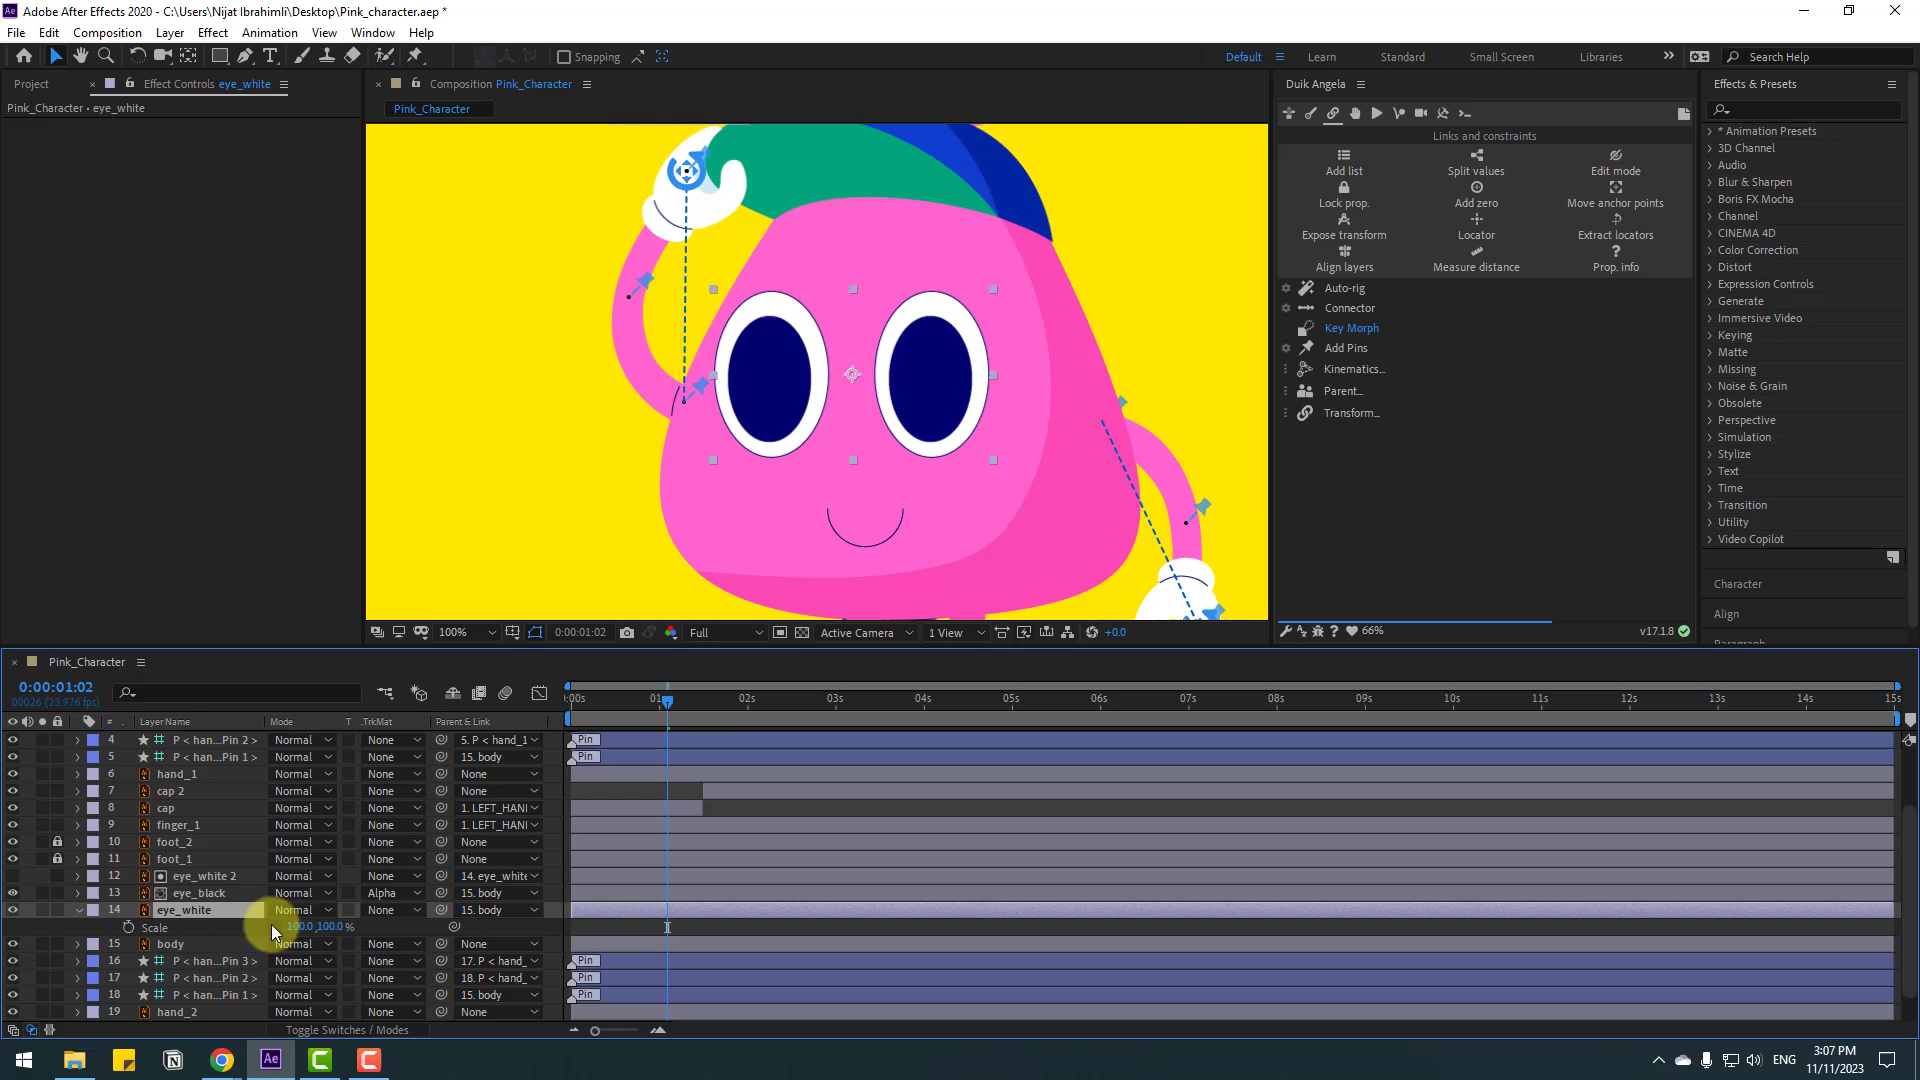 Adobe After Effects 2020 - C:\Users\Nijat Ibrahimli\Desktop\Pink_character.aep *
File Edit Composition Layer Effect Animation View Window Help
Snapping Default Learn Standard Small Screen Libraries Search Help
Project Effect Controls eye_white
Pink_Character • eye_white
Composition Pink_Character
Pink_Character
Duik Angela
Links and constraints
Add list Split values Edit mode
Lock prop. Add zero Move anchor points
Expose transform Locator Extract locators
Align layers Measure distance Prop. info
Auto-rig
Connector
Key Morph
Add Pins
Kinematics...
Parent...
Transform...
66% v17.1.8
Effects & Presets
* Animation Presets
3D Channel
Audio
Blur & Sharpen
Boris FX Mocha
Channel
CINEMA 4D
Color Correction
Distort
Expression Controls
Generate
Immersive Video
Keying
Matte
Missing
Noise & Grain
Obsolete
Perspective
Simulation
Stylize
Text
Time
Transition
Utility
Video Copilot
Character
Align
100% 0:00:01:02 Full Active Camera 1 View +0.0
Pink_Character
0:00:01:02
00026 (23.976 fps)
:00s 01 02s 03s 04s 05s 06s 07s 08s 09s 10s 11s 12s 13s 14s 15s
# Layer Name Mode T .TrkMat Parent & Link
4 P < han...Pin 2 > Normal None 5. P < hand_1 Pin
5 P < han...Pin 1 > Normal None 15. body Pin
6 hand_1 Normal None None
7 cap 2 Normal None None
8 cap Normal None 1. LEFT_HANI
9 finger_1 Normal None 1. LEFT_HANI
10 foot_2 Normal None None
11 foot_1 Normal None None
12 eye_white 2 Normal None 14. eye_white
13 eye_black Normal Alpha 15. body
14 eye_white Normal None 15. body
Scale 100.0,100.0 %
15 body Normal None None
16 P < han...Pin 3 > Normal None 17. P < hand_ Pin
17 P < han...Pin 2 > Normal None 18. P < hand_ Pin
18 P < han...Pin 1 > Normal None 15. body Pin
19 hand_2 Normal None None
Toggle Switches / Modes
ENG
3:07 PM
11/11/2023